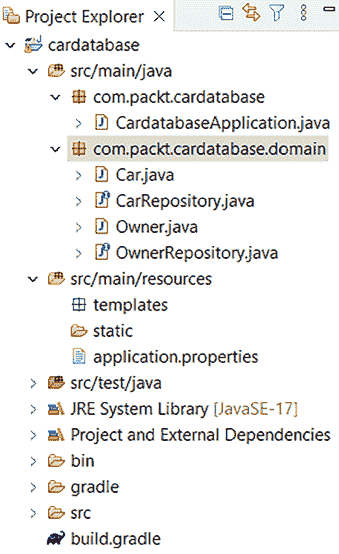 Project Explorer
cardatabase
src/main/java
com.packt.cardatabase
CardatabaseApplication.java
com.packt.cardatabase.domain
Car.java
CarRepository.java
Owner.java
OwnerRepository.java
src/main/resources
templates
static
application.properties
src/test/java
JRE System Library [JavaSE-17]
Project and External Dependencies
bin
gradle
src
build.gradle